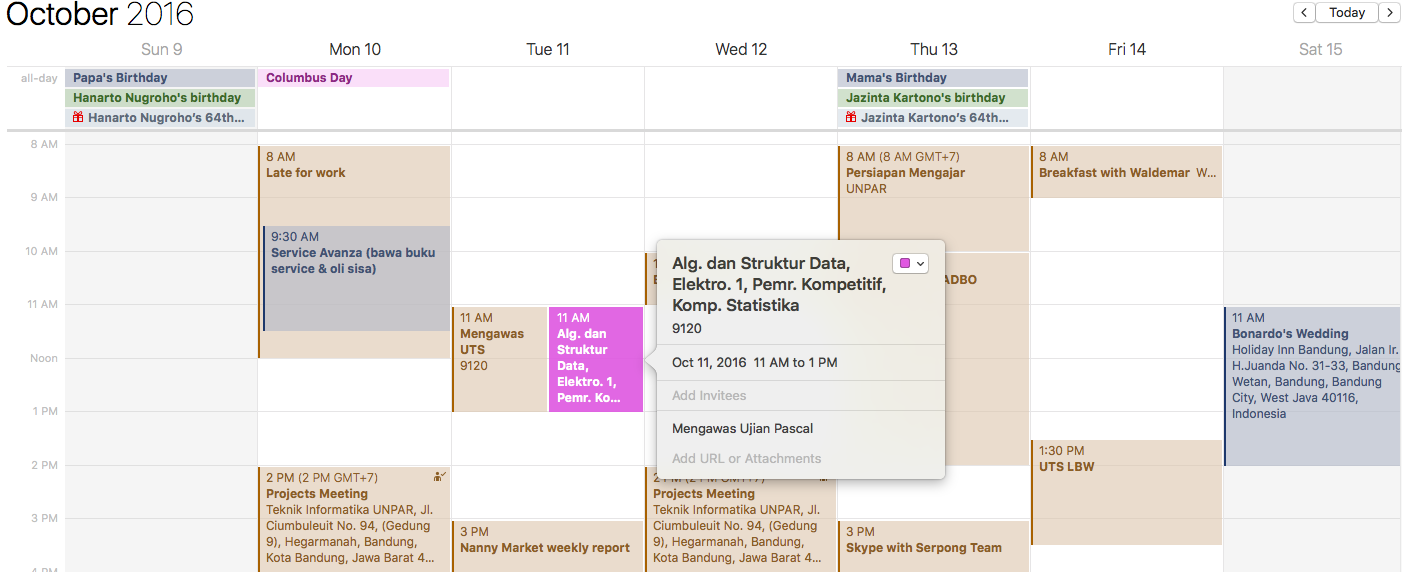 October 2016
Today
Sun 9
Mon 10
Tue 11
Wed 12
Thu 13
Fri 14
Sat 15
all-day
Papa's Birthday
Hanarto Nugroho's birthday
Hanarto Nugroho's 64th...
Columbus Day
Mama's Birthday
Jazinta Kartono's birthday
Jazinta Kartono's 64th...
8 AM
9 AM
10 AM
11 AM
Noon
1 PM
2 PM
3 PM
4 PM
8 AM
Late for work
9:30 AM
Service Avanza (bawa buku
service & oli sisa)
2 PM (2 PM GMT+7)
Projects Meeting
Teknik Informatika UNPAR, Jl.
Ciumbuleuit No. 94, (Gedung
9), Hegarmanah, Bandung,
Kota Bandung, Jawa Barat 4...
11 AM
Mengawas
UTS
9120
11 AM
Alg. dan
Struktur
Data,
Elektro. 1,
Pemr. Ko...
3 PM
Nanny Market weekly report
Alg. dan Struktur Data,
Elektro. 1, Pemr. Kompetitif,
Komp. Statistika
9120
Oct 11, 2016 11 AM to 1 PM
Add Invitees
Mengawas Ujian Pascal
Add URL or Attachments
2 PM (2 PM GMT+7)
Projects Meeting
Teknik Informatika UNPAR, Jl.
Ciumbuleuit No. 94, (Gedung
9), Hegarmanah, Bandung,
Kota Bandung, Jawa Barat 4...
8 AM (8 AM GMT+7)
Persiapan Mengajar
UNPAR
ADBO
3 PM
Skype with Serpong Team
8 AM
Breakfast with Waldemar W...
1:30 PM
UTS LBW
11 AM
Bonardo's Wedding
Holiday Inn Bandung, Jalan Ir.
H.Juanda No. 31-33, Bandung
Wetan, Bandung, Bandung
City, West Java 40116,
Indonesia